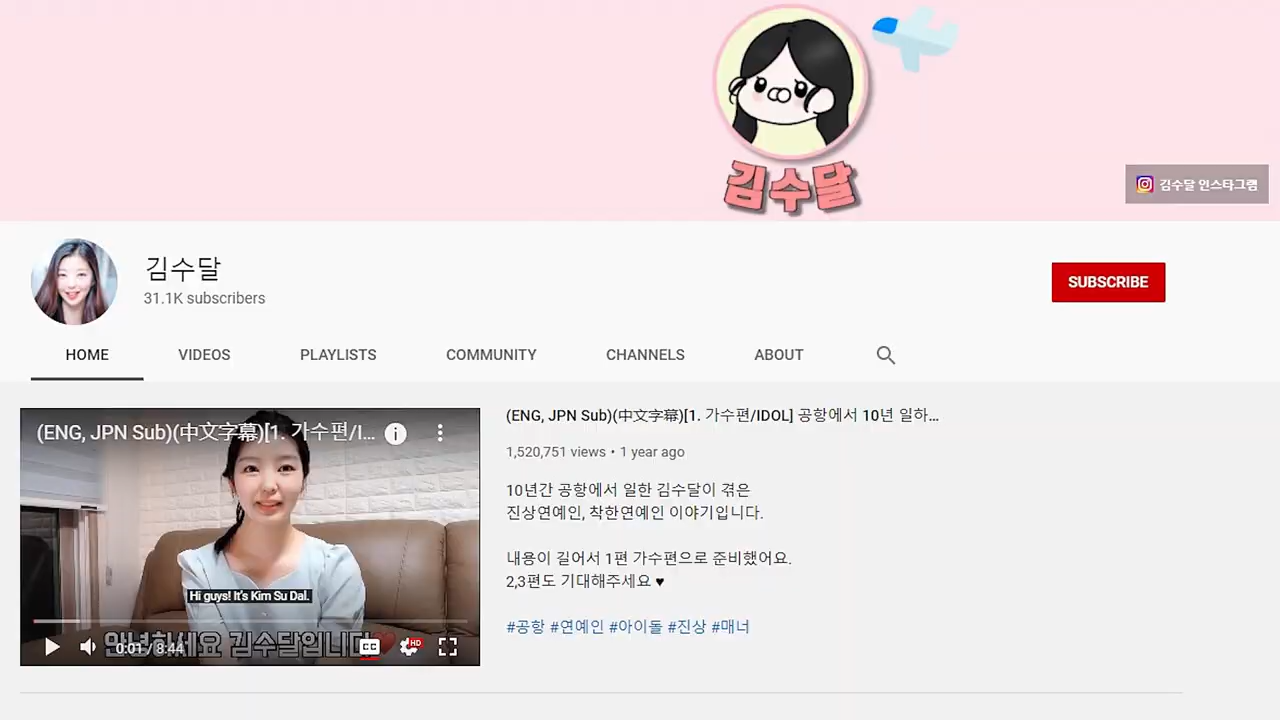 김수달
김수달 인스타그램
김수달
31.1K subscribers
SUBSCRIBE
HOME VIDEOS PLAYLISTS COMMUNITY CHANNELS ABOUT
(ENG, JPN Sub)(中文字幕)[1. 가수편/I...
Hi guys! It's Kim Su Dal.
안녕하세요 김수달입니다
0:01 / 8:44
CC
HD
(ENG, JPN Sub)(中文字幕)[1. 가수편/IDOL] 공항에서 10년 일하...
1,520,751 views • 1 year ago
10년간 공항에서 일한 김수달이 겪은
진상연예인, 착한연예인 이야기입니다.
내용이 길어서 1편 가수편으로 준비했어요.
2,3편도 기대해주세요 ♥
#공항 #연예인 #아이돌 #진상 #매너